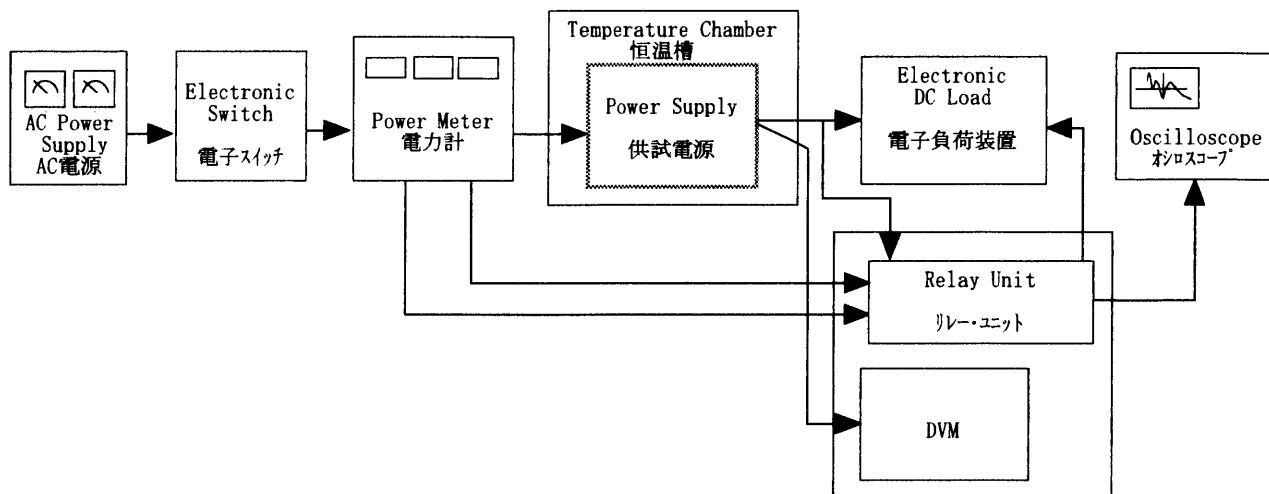 AC Power
Supply
AC電源
Electronic
Switch
電子スイッチ
Power Meter
電力計
Temperature Chamber
恒温槽
Power Supply
供試電源
Electronic
DC Load
電子負荷装置
Oscilloscope
オシロスコープ
Relay Unit
リレー・ユニット
DVM